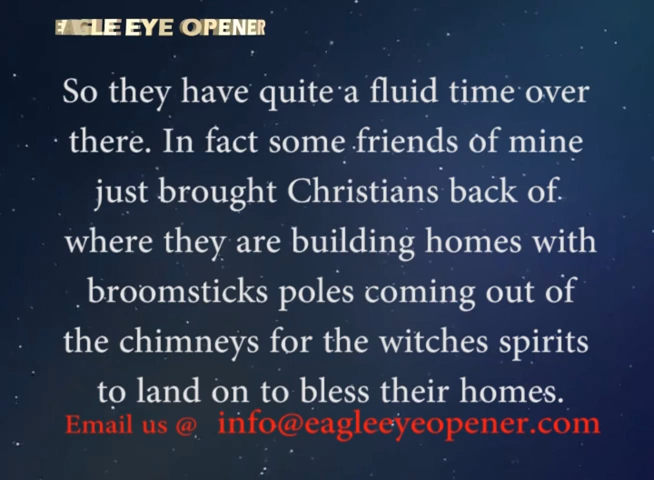 EAGLE EYE OPENER
So they have quite a fluid time over
there. In fact some friends of mine
just brought Christians back of
where they are building homes with
broomsticks poles coming out of
the chimneys for the witches spirits
to land on to bless their homes.
Email us @ info@eagleeyeopener.com